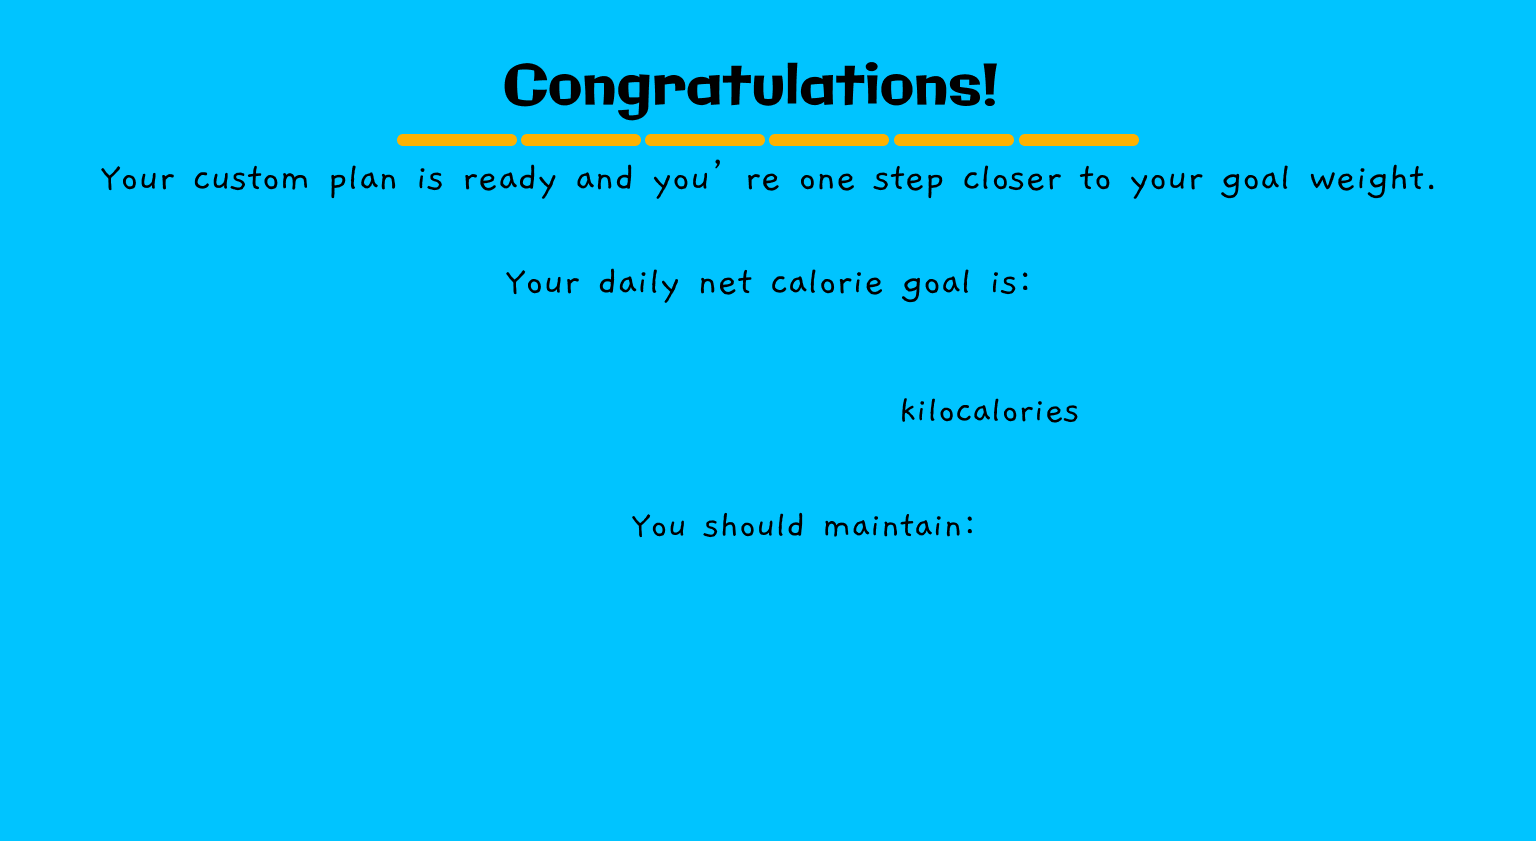 Congratulations!
Your custom plan is ready and you’re one step closer to your goal weight.
Your daily net calorie goal is:
kilocalories
You should maintain: